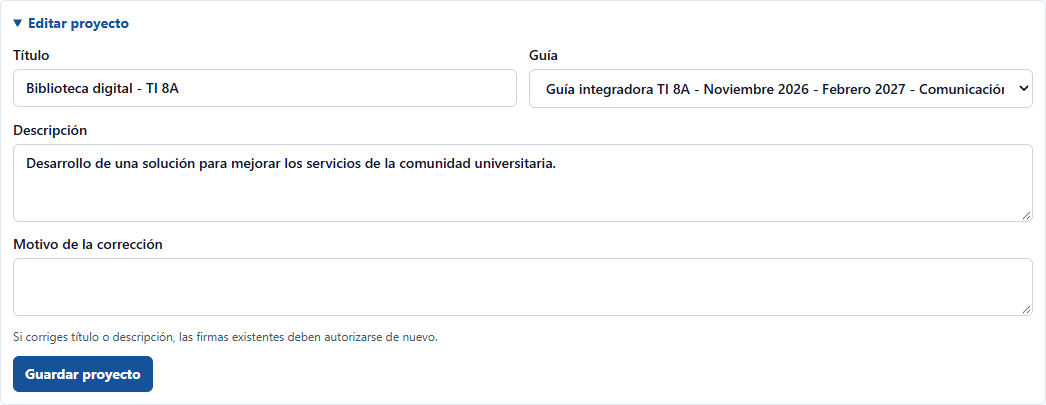 Editar proyecto
Título
Guía
Biblioteca digital - TI 8A
Guía integradora TI 8A - Noviembre 2026 - Febrero 2027 - Comunicación
Descripción
Desarrollo de una solución para mejorar los servicios de la comunidad universitaria.
Motivo de la corrección
Si corriges título o descripción, las firmas existentes deben autorizarse de nuevo.
Guardar proyecto